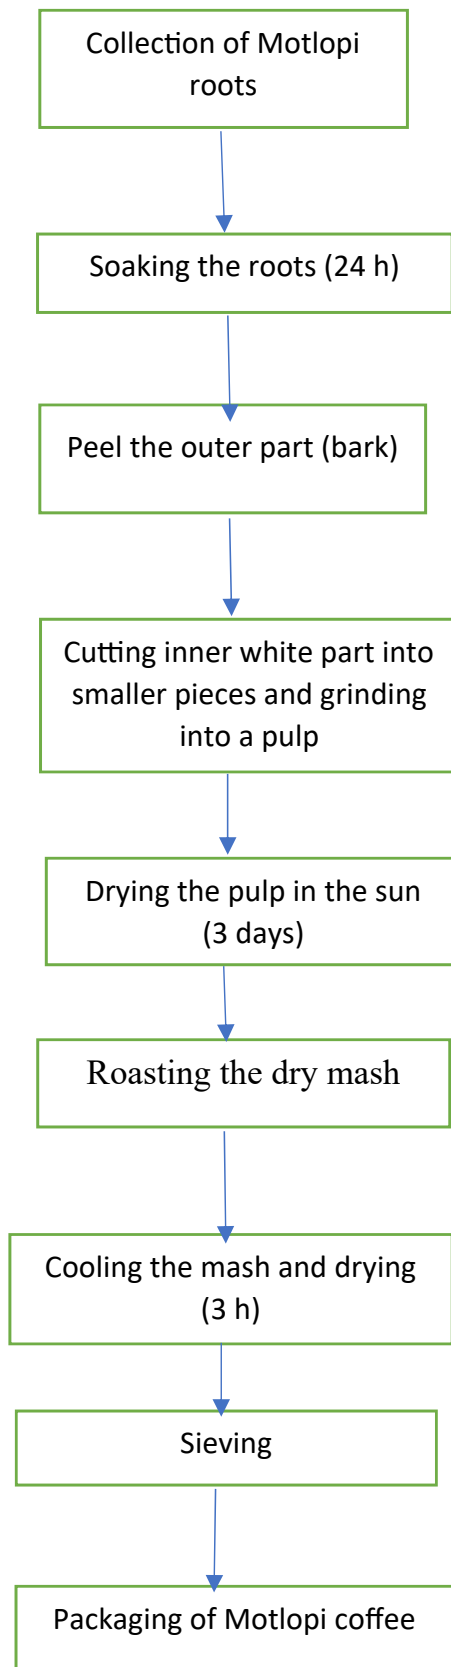 Collection of Motlopi
roots
Soaking the roots (24 h)
Peel the outer part (bark)
Cutting inner white part into
smaller pieces and grinding
into a pulp
Drying the pulp in the sun
(3 days)
Roasting the dry mash
Cooling the mash and drying
(3 h)
Sieving
Packaging of Motlopi coffee